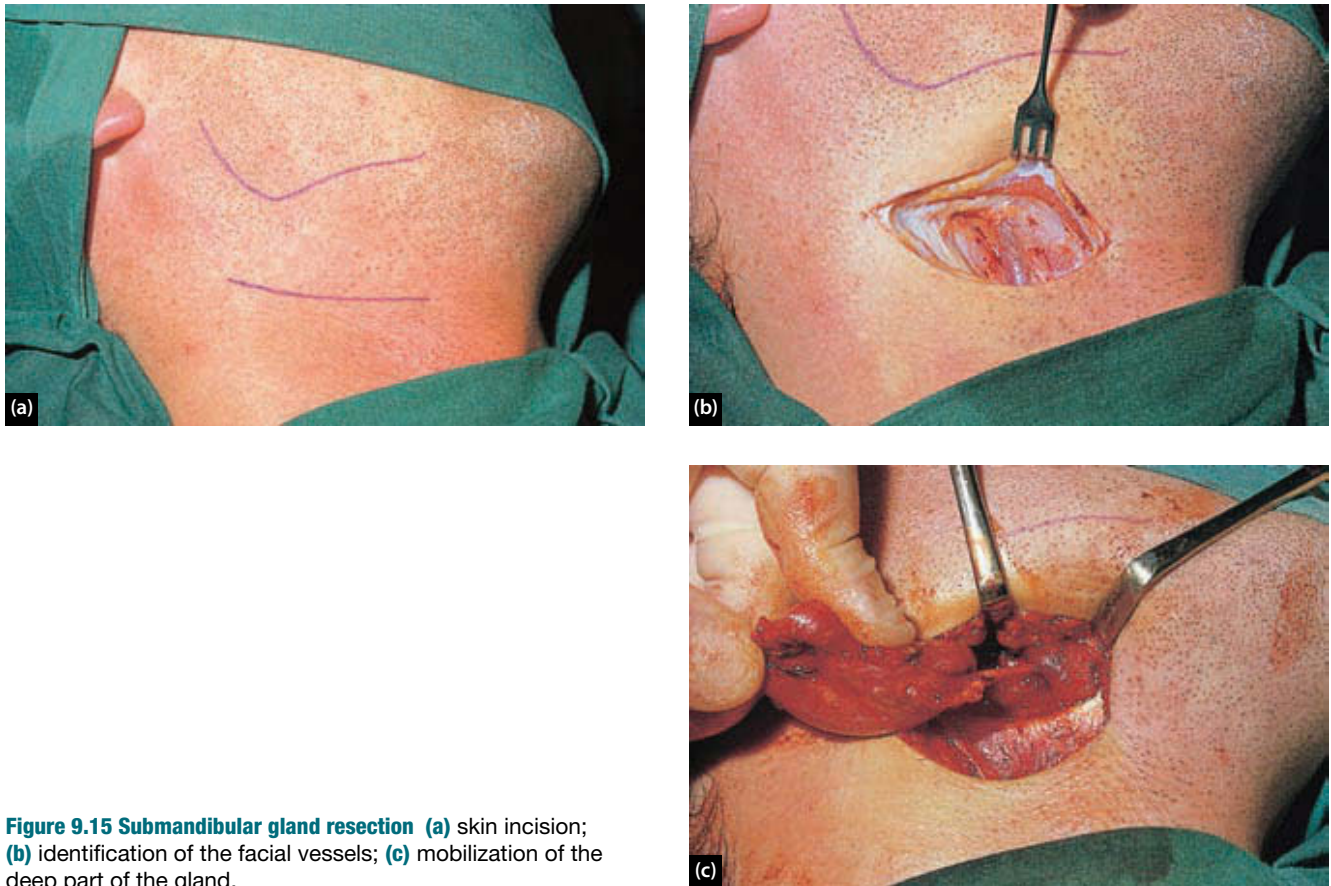 (a)
(b)
Figure 9.15 Submandibular gland resection (a) skin incision;
(b) identification of the facial vessels; (c) mobilization of the
deep part of the gland.
(c)